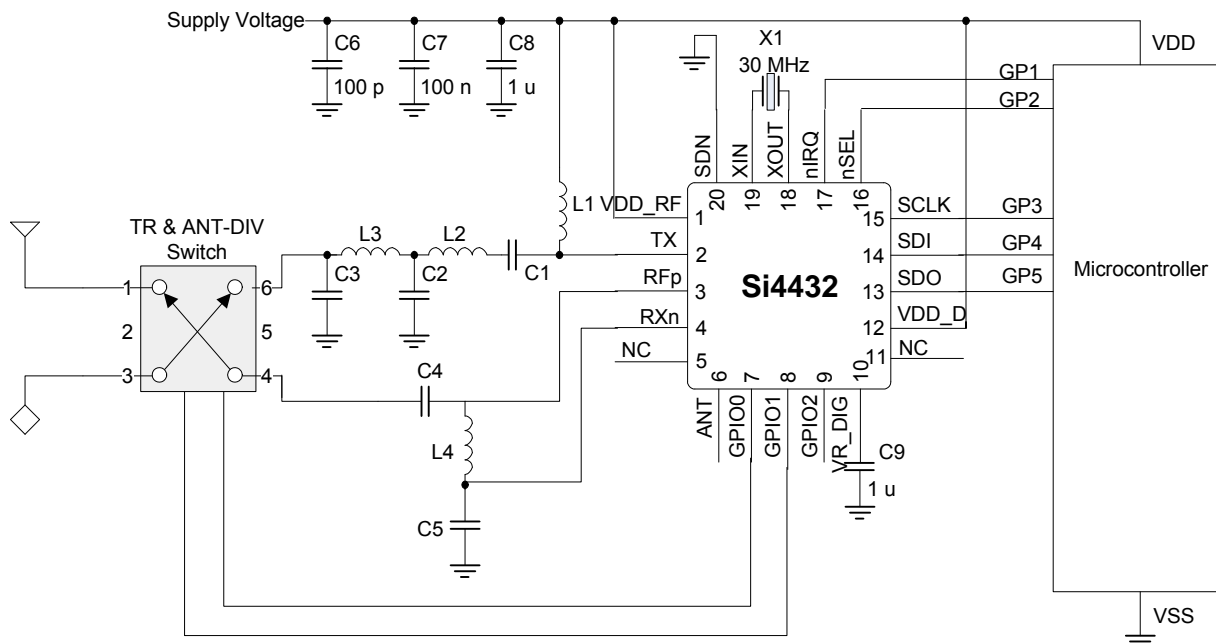 Supply Voltage
C6
100 p
C7
100 n
C8
1 u
X1
30 MHz
VDD
GP1
GP2
SDN
XIN
XOUT
nIRQ
nSEL
20
19
18
17
16
L1
VDD_RF
1
15
SCLK
GP3
TR & ANT-DIV
Switch
L3
L2
TX
2
14
SDI
GP4
C3
C2
C1
RFp
3
Si4432
13
SDO
GP5
Microcontroller
1
6
2
5
3
4
RXn
4
12
VDD_D
NC
5
11
NC
C4
6
7
8
9
10
ANT
GPIO0
GPIO1
GPIO2
VR_DIG
L4
C9
1 u
C5
VSS